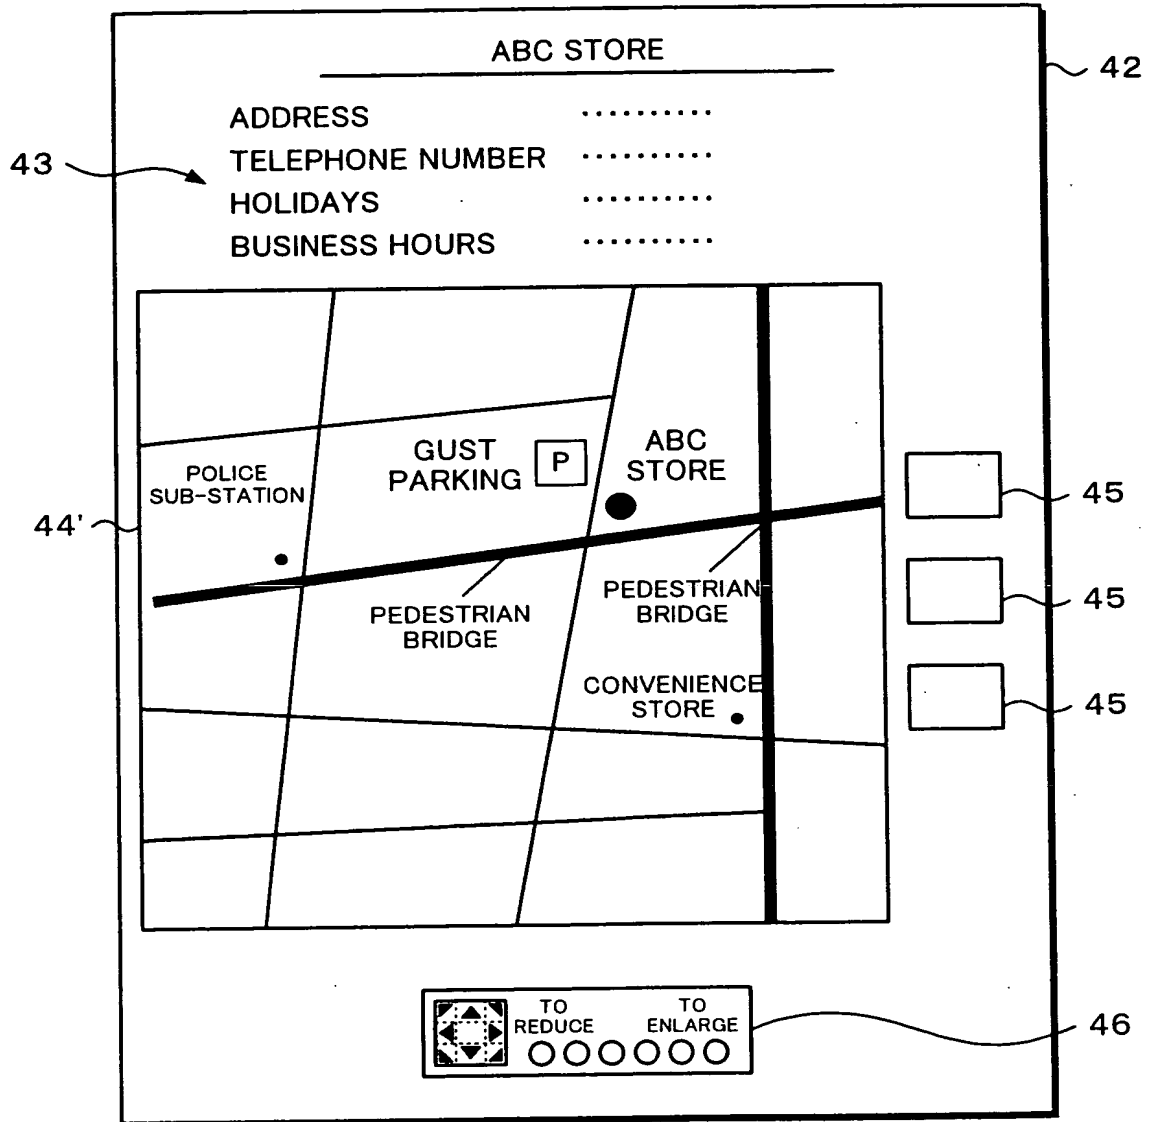 ABC STORE
42
ADDRESS ··········
43
TELEPHONE NUMBER ··········
HOLIDAYS ··········
BUSINESS HOURS ··········
GUST
PARKING
P
ABC
STORE
POLICE
SUB-STATION
44'
45
PEDESTRIAN
BRIDGE
PEDESTRIAN
BRIDGE
45
CONVENIENCE
STORE
45
TO
REDUCE
TO
ENLARGE
46